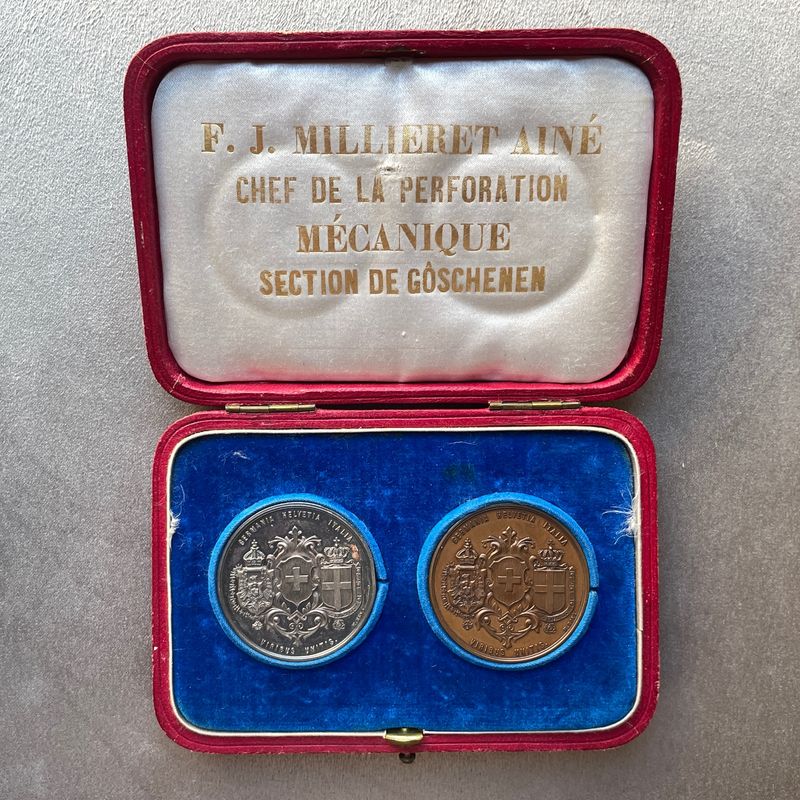 F. J. MILLIERET AINÉ
CHEF DE LA PERFORATION
MÉCANIQUE
SECTION DE GÔSCHENEN
GERMANIA HELVETIA ITALIA
VIRIBUS UNITIS.
GERMANIA HELVETIA ITALIA
VIRIBUS UNITIS.